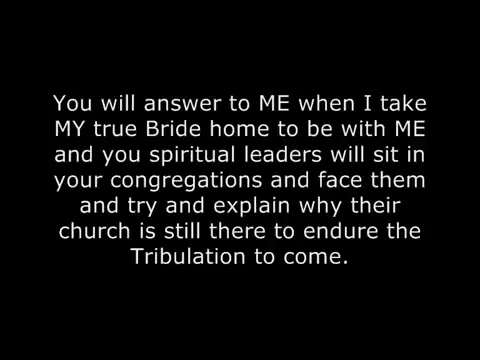 You will answer to ME when I take
MY true Bride home to be with ME
and you spiritual leaders will sit in
your congregations and face them
and try and explain why their
church is still there to endure the
Tribulation to come.